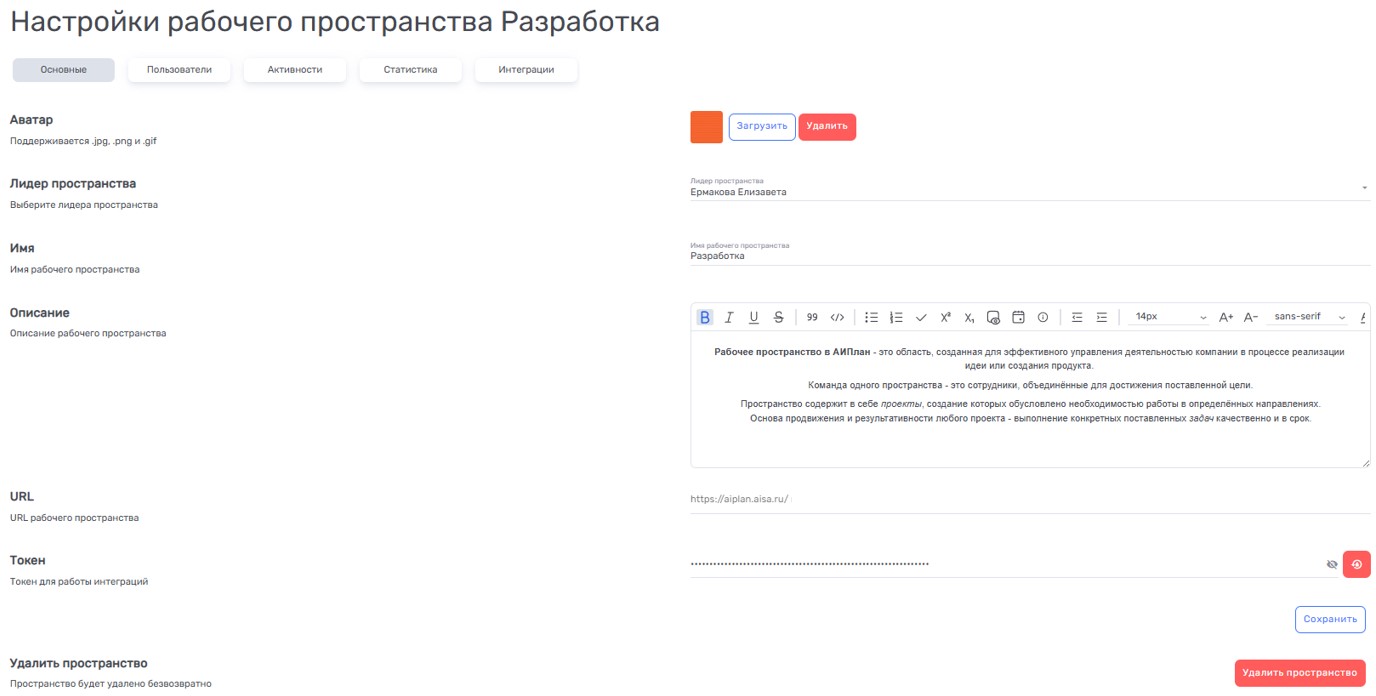 Настройки рабочего пространства Разработка
Основные
Пользователи
Активности
Статистика
Интеграции
Аватар
Поддерживается .jpg, .png и .gif
Загрузить
Удалить
Лидер пространства
Выберите лидера пространства
Лидер пространства
Ермакова Елизавета
Имя
Имя рабочего пространства
Имя рабочего пространства
Разработка
Описание
Описание рабочего пространства
B I U S 99 </> X² X₁ 14px A+ A− sans-serif
Рабочее пространство в АИПлан - это область, созданная для эффективного управления деятельностью компании в процессе реализации
идеи или создания продукта.
Команда одного пространства - это сотрудники, объединённые для достижения поставленной цели.
Пространство содержит в себе проекты, создание которых обусловлено необходимостью работы в определённых направлениях.
Основа продвижения и результативности любого проекта - выполнение конкретных поставленных задач качественно и в срок.
URL
URL рабочего пространства
https://aiplan.aisa.ru/
Токен
Токен для работы интеграций
Сохранить
Удалить пространство
Пространство будет удалено безвозвратно
Удалить пространство